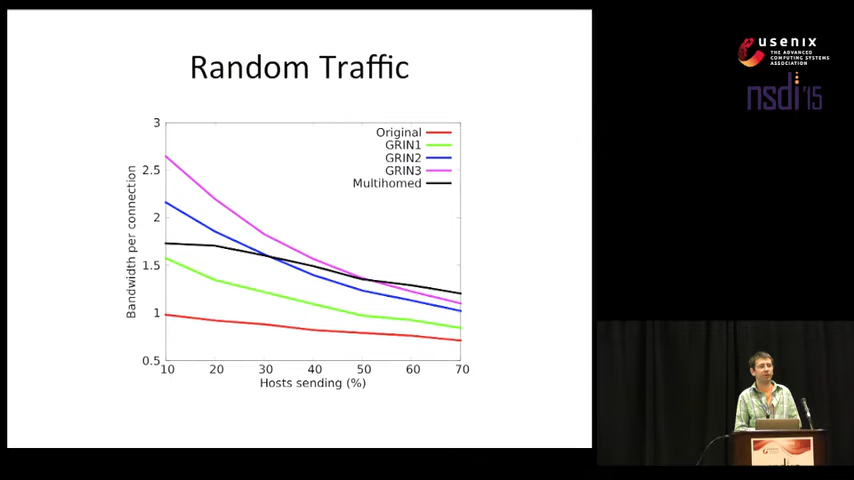 Random Traffic
3
2.5
2
1.5
1
0.5
Bandwidth per connection
Original
GRIN1
GRIN2
GRIN3
Multihomed
10 20 30 40 50 60 70
Hosts sending (%)
usenix
THE ADVANCED
COMPUTING SYSTEMS
ASSOCIATION
nsdi '15